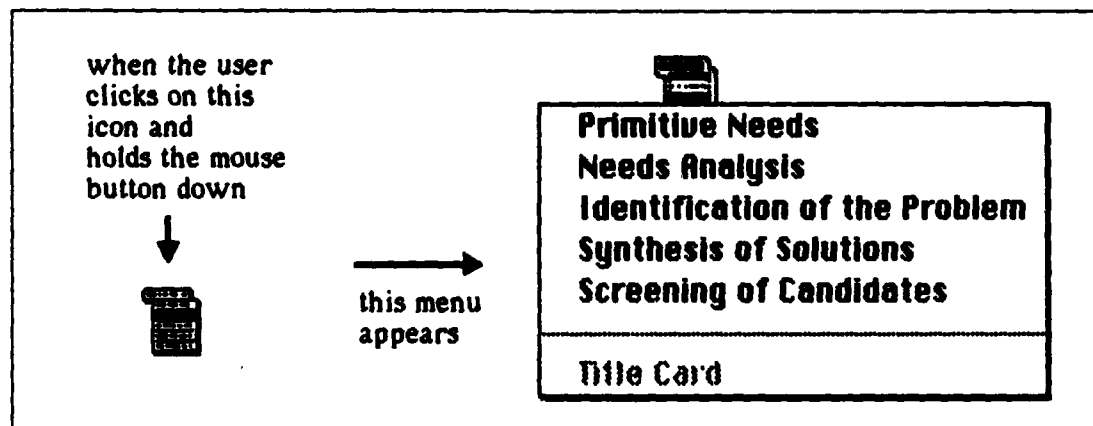 when the user
clicks on this
icon and
holds the mouse
button down
this menu
appears
Primitive Needs
Needs Analysis
Identification of the Problem
Synthesis of Solutions
Screening of Candidates
Title Card